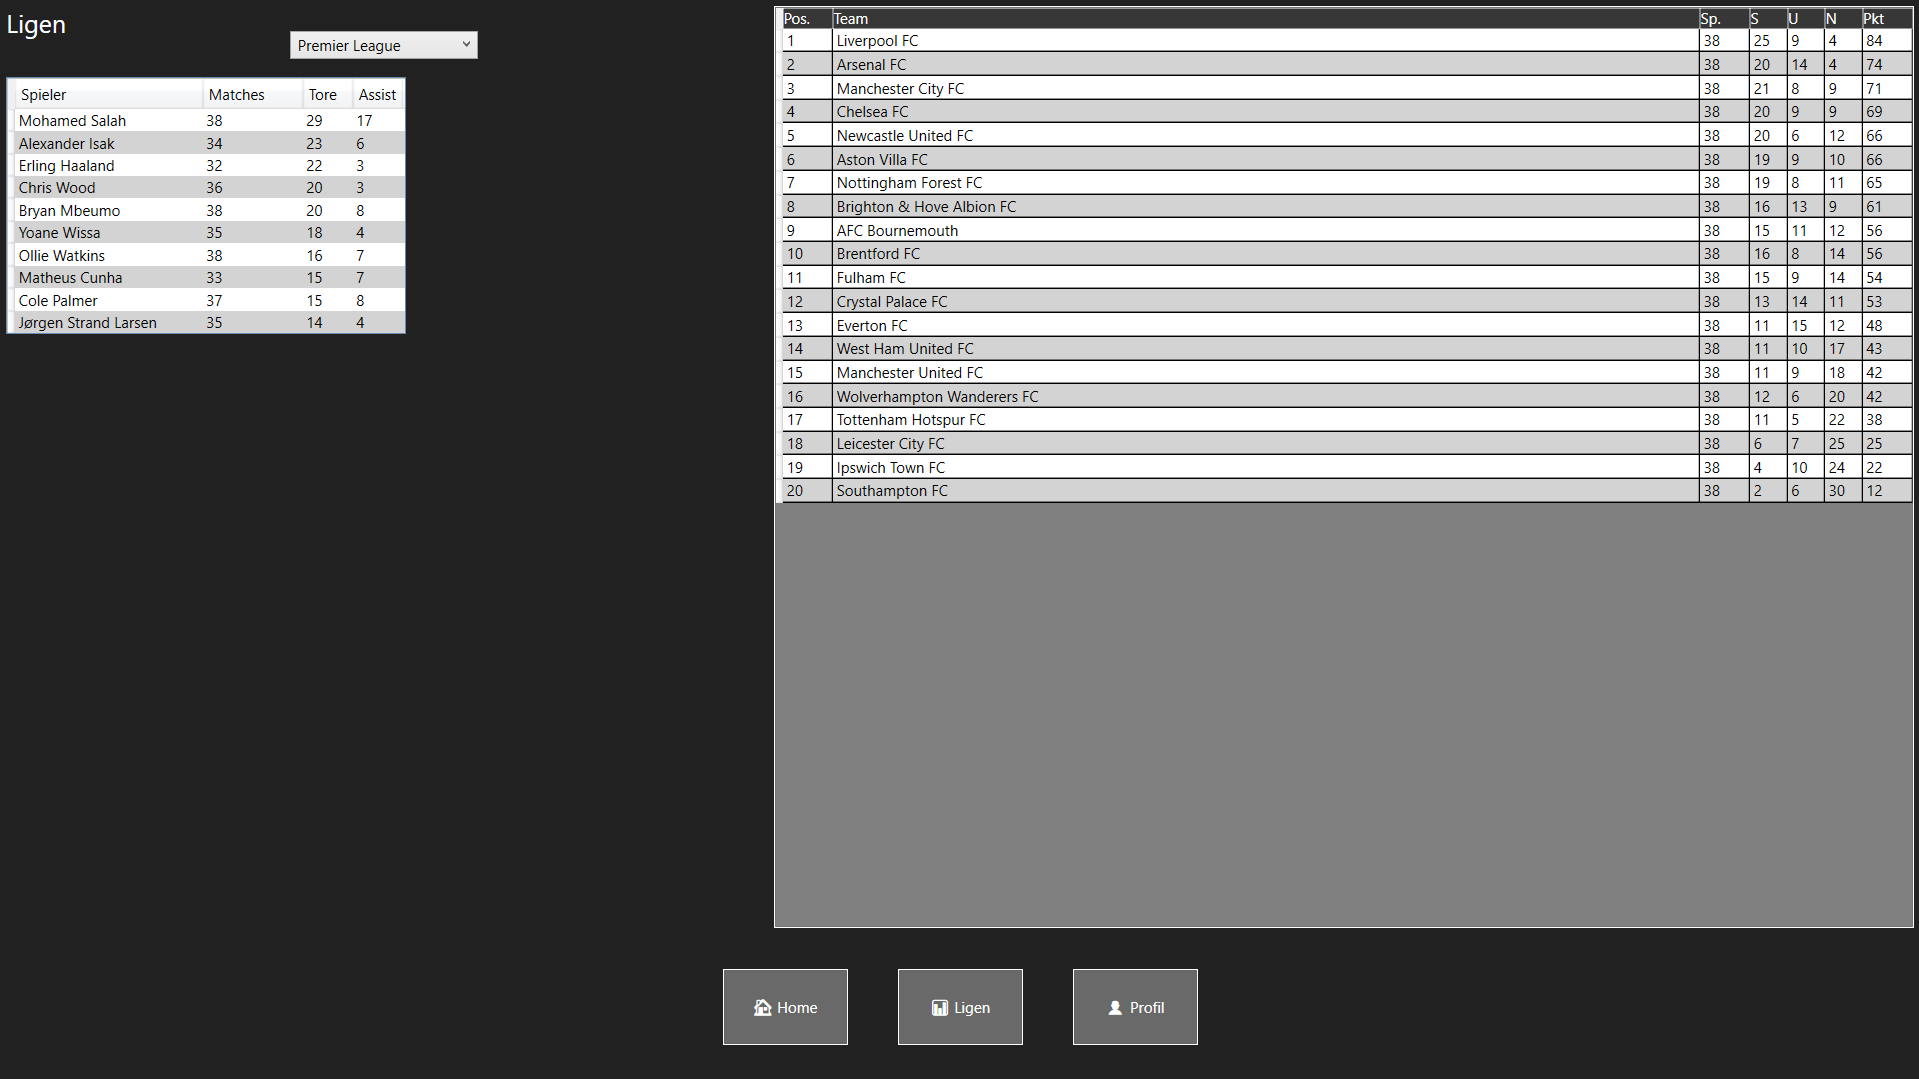 Ligen
Premier League
Spieler Matches Tore Assist
Mohamed Salah 38 29 17
Alexander Isak 34 23 6
Erling Haaland 32 22 3
Chris Wood 36 20 3
Bryan Mbeumo 38 20 8
Yoane Wissa 35 18 4
Ollie Watkins 38 16 7
Matheus Cunha 33 15 7
Cole Palmer 37 15 8
Jørgen Strand Larsen 35 14 4
Pos. Team Sp. S U N Pkt
1 Liverpool FC 38 25 9 4 84
2 Arsenal FC 38 20 14 4 74
3 Manchester City FC 38 21 8 9 71
4 Chelsea FC 38 20 9 9 69
5 Newcastle United FC 38 20 6 12 66
6 Aston Villa FC 38 19 9 10 66
7 Nottingham Forest FC 38 19 8 11 65
8 Brighton & Hove Albion FC 38 16 13 9 61
9 AFC Bournemouth 38 15 11 12 56
10 Brentford FC 38 16 8 14 56
11 Fulham FC 38 15 9 14 54
12 Crystal Palace FC 38 13 14 11 53
13 Everton FC 38 11 15 12 48
14 West Ham United FC 38 11 10 17 43
15 Manchester United FC 38 11 9 18 42
16 Wolverhampton Wanderers FC 38 12 6 20 42
17 Tottenham Hotspur FC 38 11 5 22 38
18 Leicester City FC 38 6 7 25 25
19 Ipswich Town FC 38 4 10 24 22
20 Southampton FC 38 2 6 30 12
Home Ligen Profil